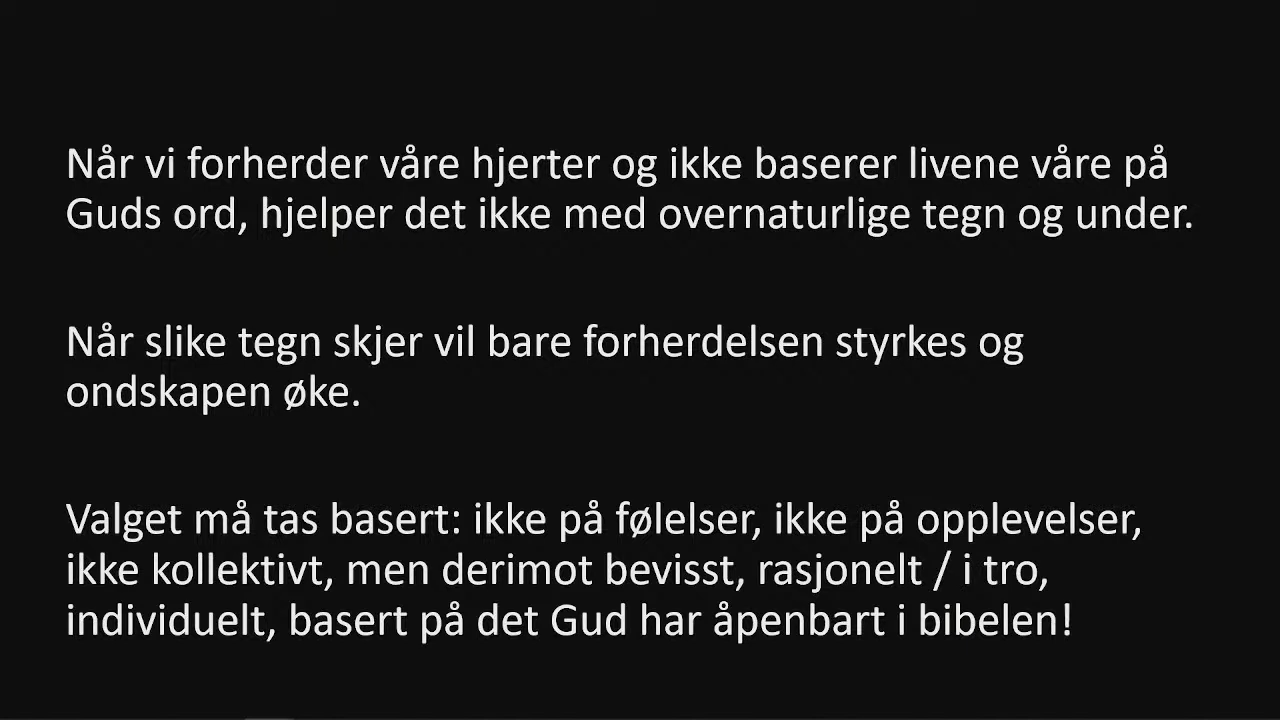 Når vi forherder våre hjerter og ikke baserer livene våre på
Guds ord, hjelper det ikke med overnaturlige tegn og under.
Når slike tegn skjer vil bare forherdelsen styrkes og
ondskapen øke.
Valget må tas basert: ikke på følelser, ikke på opplevelser,
ikke kollektivt, men derimot bevisst, rasjonelt / i tro,
individuelt, basert på det Gud har åpenbart i bibelen!